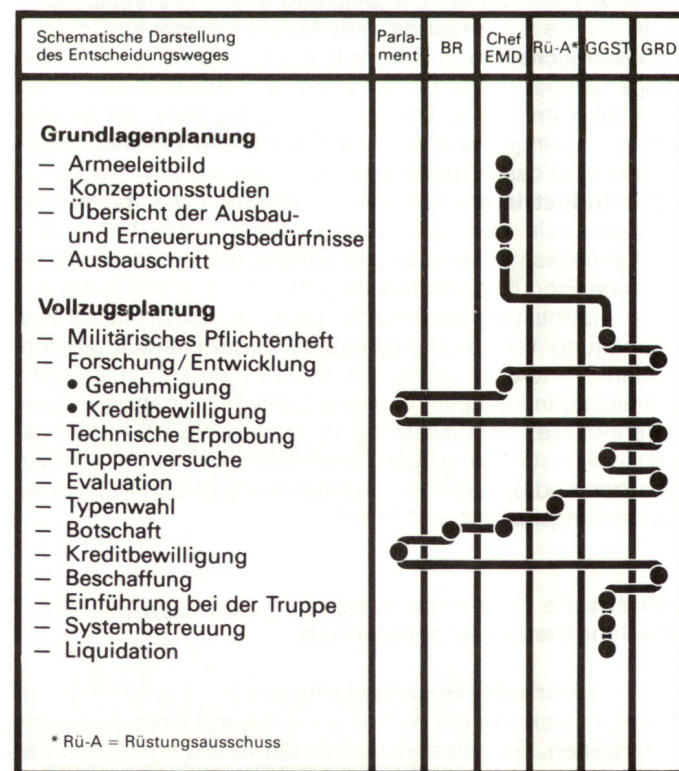 Schematische Darstellung
des Entscheidungsweges
Parla-
ment
BR
Chef
EMD
Rü-A*
GGST
GRD
Grundlagenplanung
— Armeeleitbild
— Konzeptionsstudien
— Übersicht der Ausbau-
und Erneuerungsbedürfnisse
— Ausbauschritt
Vollzugsplanung
— Militärisches Pflichtenheft
— Forschung/Entwicklung
• Genehmigung
• Kreditbewilligung
— Technische Erprobung
— Truppenversuche
— Evaluation
— Typenwahl
— Botschaft
— Kreditbewilligung
— Beschaffung
— Einführung bei der Truppe
— Systembetreuung
— Liquidation
* Rü-A = Rüstungsausschuss